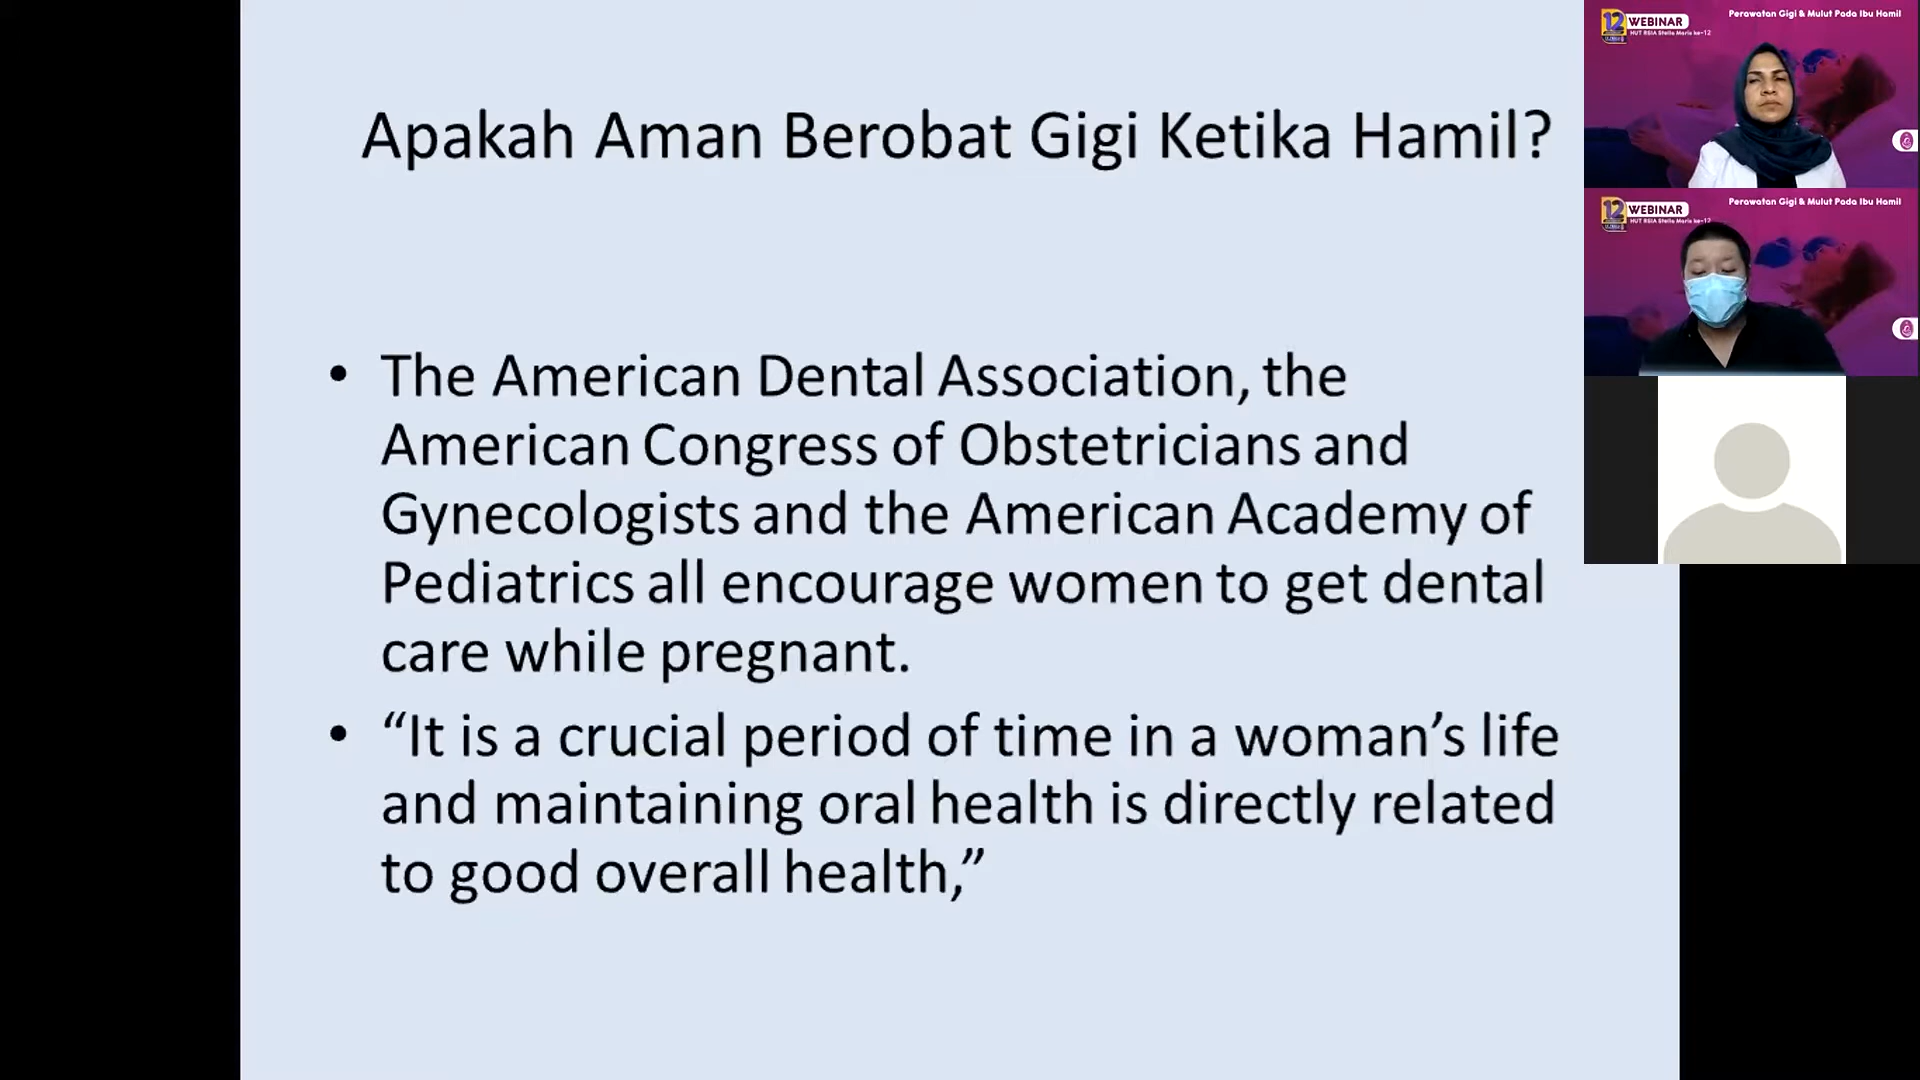 Apakah Aman Berobat Gigi Ketika Hamil?
• The American Dental Association, the
American Congress of Obstetricians and
Gynecologists and the American Academy of
Pediatrics all encourage women to get dental
care while pregnant.
• “It is a crucial period of time in a woman’s life
and maintaining oral health is directly related
to good overall health,”
12 WEBINAR
HUT RSIA Stella Maris ke-12
Perawatan Gigi & Mulut Pada Ibu Hamil
12 WEBINAR
HUT RSIA Stella Maris ke-12
Perawatan Gigi & Mulut Pada Ibu Hamil